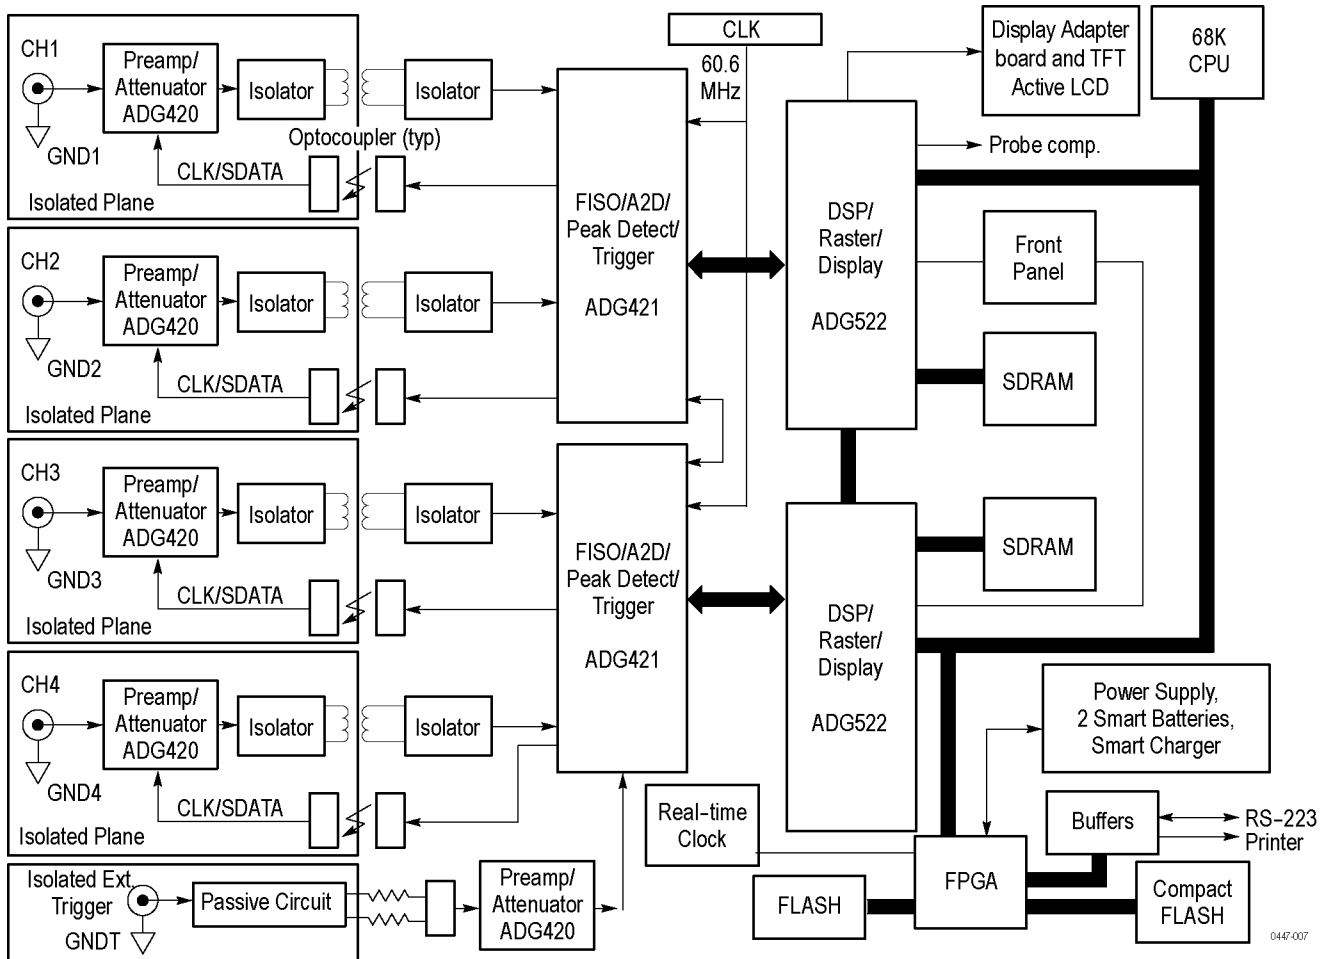 CLK
60.6
MHz
Display Adapter
board and TFT
Active LCD
68K
CPU
CH1
Preamp/
Attenuator
ADG420
Isolator
Isolator
GND1
Optocoupler (typ)
CLK/SDATA
Isolated Plane
FISO/A2D/
Peak Detect/
Trigger
ADG421
Probe comp.
DSP/
Raster/
Display
ADG522
Front
Panel
SDRAM
CH2
Preamp/
Attenuator
ADG420
Isolator
Isolator
GND2
CLK/SDATA
Isolated Plane
CH3
Preamp/
Attenuator
ADG420
Isolator
Isolator
GND3
CLK/SDATA
Isolated Plane
FISO/A2D/
Peak Detect/
Trigger
ADG421
SDRAM
DSP/
Raster/
Display
ADG522
CH4
Preamp/
Attenuator
ADG420
Isolator
Isolator
GND4
CLK/SDATA
Isolated Plane
Power Supply,
2 Smart Batteries,
Smart Charger
Real-time
Clock
Buffers
RS-223
Printer
Isolated Ext.
Trigger
GNDT
Passive Circuit
Preamp/
Attenuator
ADG420
FPGA
FLASH
Compact
FLASH
0447-007